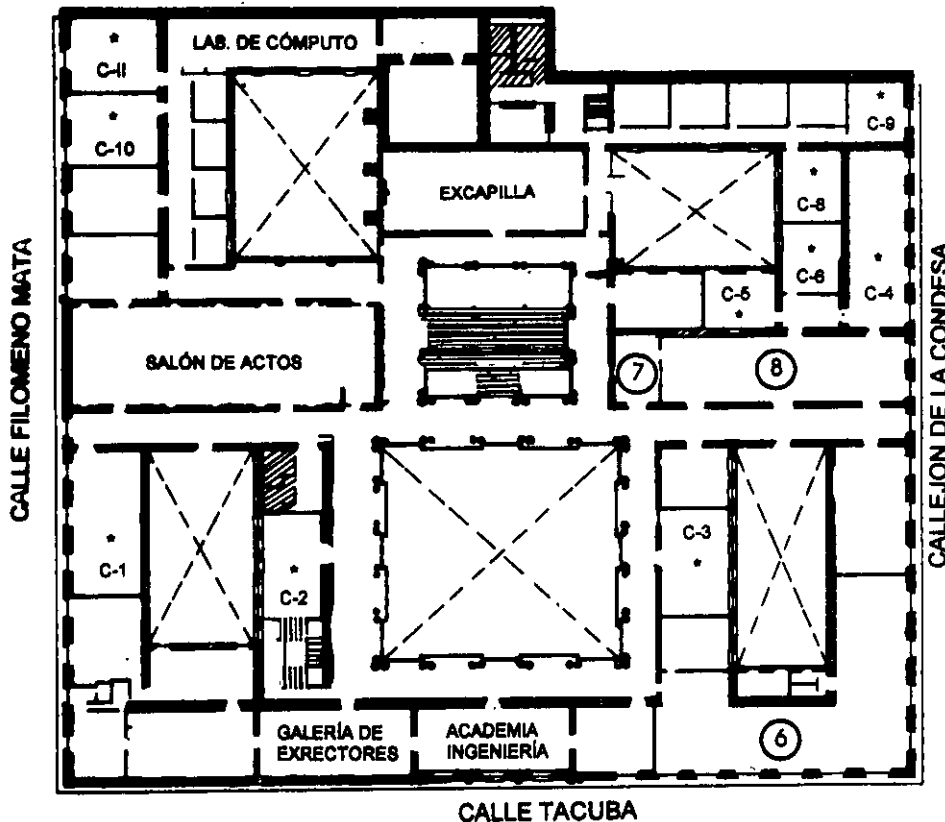 LAB. DE CÓMPUTO
*
C-11
*
C-10
*
C-9
EXCAPILLA
*
C-8
*
C-6
*
C-4
C-5
*
CALLE FILOMENO MATA
CALLEJON DE LA CONDESA
SALÓN DE ACTOS
7
8
*
C-1
*
C-2
C-3
*
GALERÍA DE
EXRECTORES
ACADEMIA
INGENIERÍA
6
CALLE TACUBA